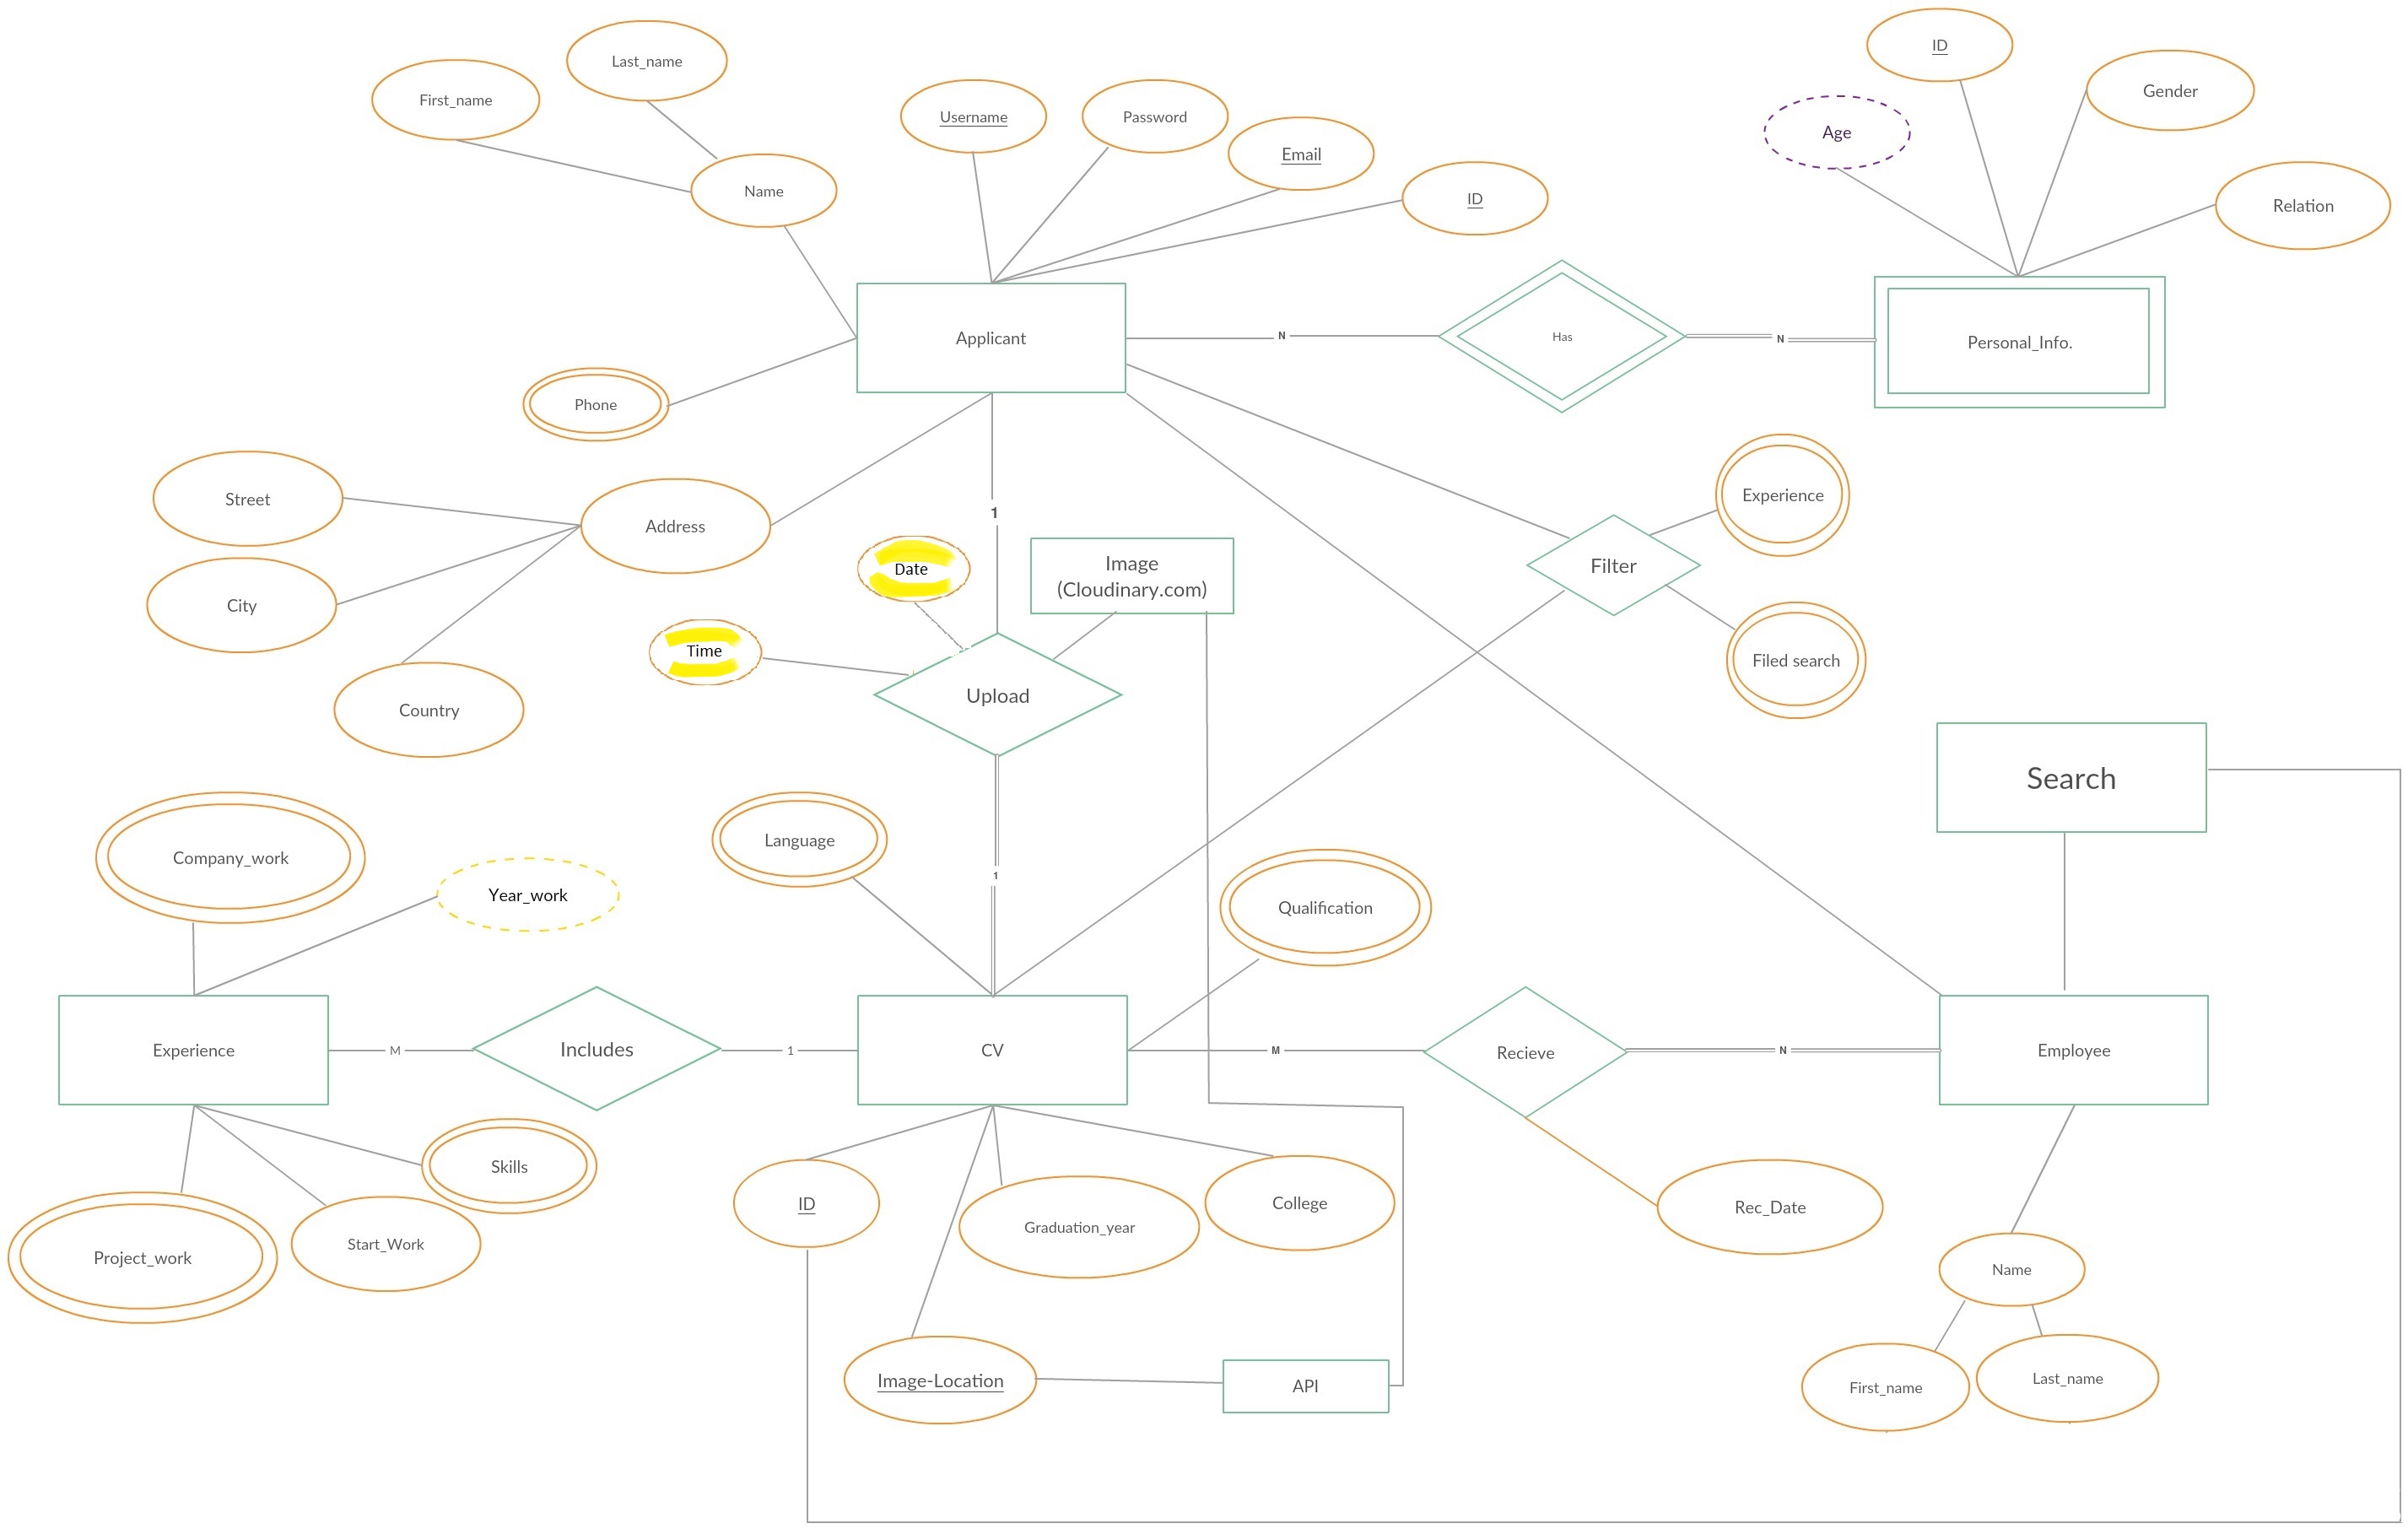 ID
Last_name
Gender
First_name
Username
Password
Age
Email
Name
ID
Relation
Applicant
N
Has
N
Personal_Info.
Phone
Experience
Street
1
Address
Date
Image
(Cloudinary.com)
Filter
City
Time
Filed search
Upload
Country
Search
Language
Company_work
1
Year_work
Qualification
Experience
M
Includes
1
CV
M
Recieve
N
Employee
Skills
ID
College
Rec_Date
Graduation_year
Start_Work
Project_work
Name
Image-Location
API
First_name
Last_name